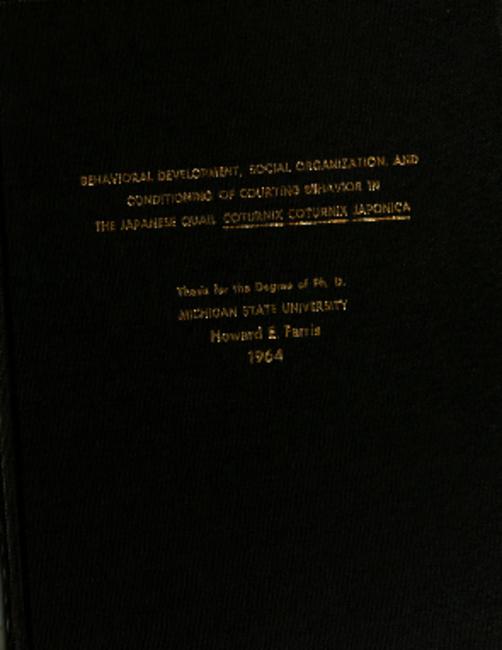 BEHAVIORAL DEVELOPMENT, SOCIAL ORGANIZATION, AND
CONDITIONING OF COURTING BEHAVIOR IN
THE JAPANESE QUAIL COTURNIX COTURNIX JAPONICA
Thesis for the Degree of Ph. D.
MICHIGAN STATE UNIVERSITY
Howard E. Farris
1964